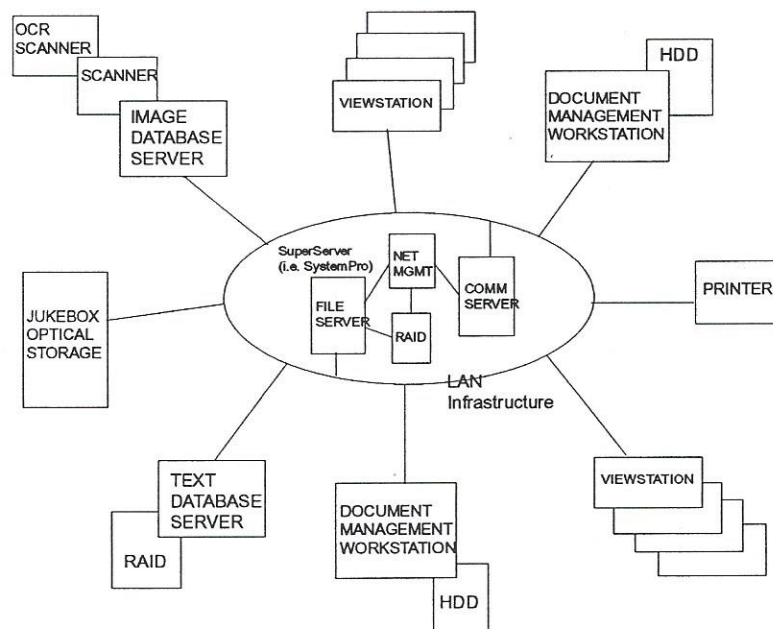 OCR
SCANNER
SCANNER
IMAGE
DATABASE
SERVER
VIEWSTATION
HDD
DOCUMENT
MANAGEMENT
WORKSTATION
SuperServer
(i.e. SystemPro)
NET
MGMT
FILE
SERVER
RAID
COMM
SERVER
LAN
Infrastructure
JUKEBOX
OPTICAL
STORAGE
PRINTER
TEXT
DATABASE
SERVER
RAID
DOCUMENT
MANAGEMENT
WORKSTATION
HDD
VIEWSTATION